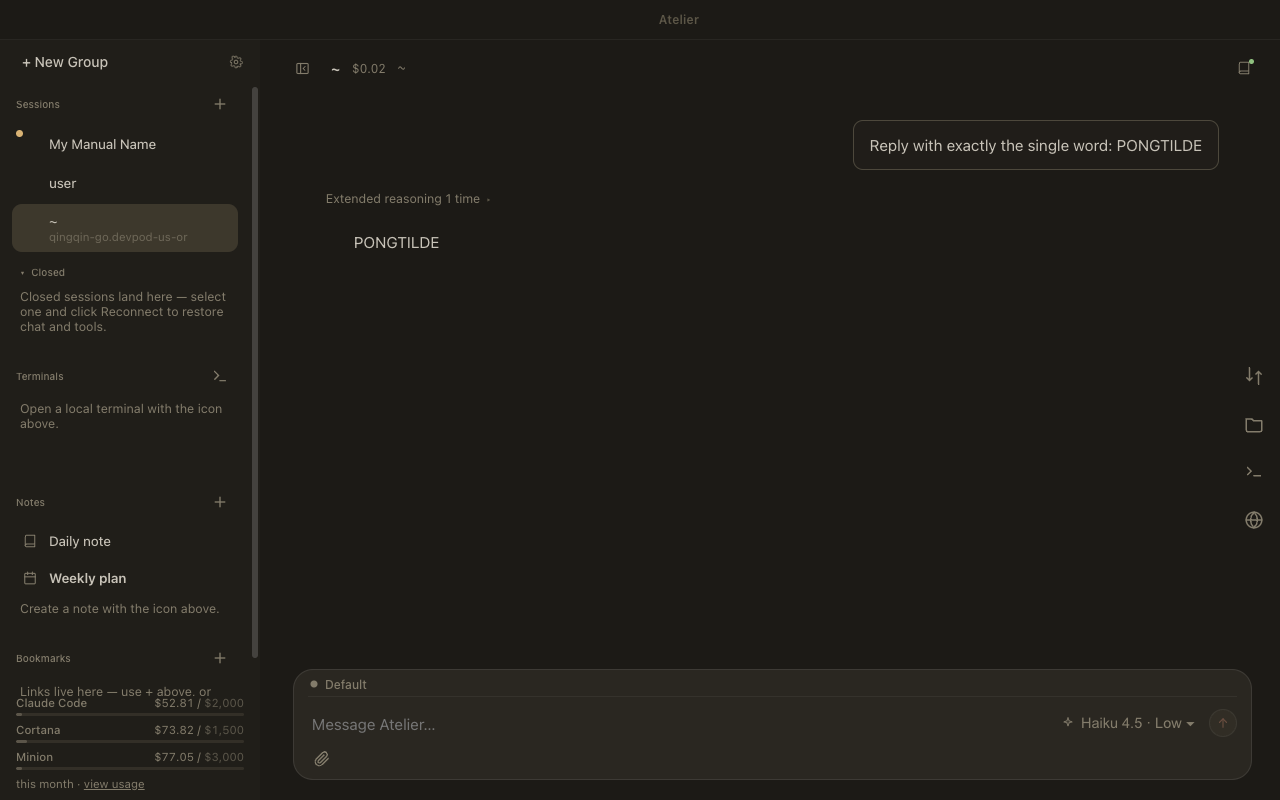 Atelier
+ New Group
Sessions
My Manual Name
user
~
qingqin-go.devpod-us-or
Closed
Closed sessions land here — select
one and click Reconnect to restore
chat and tools.
Terminals
Open a local terminal with the icon
above.
Notes
Daily note
Weekly plan
Create a note with the icon above.
Bookmarks
Links live here — use + above, or
Claude Code $52.81 / $2,000
Cortana $73.82 / $1,500
Minion $77.05 / $3,000
this month · view usage
~ $0.02 ~
Reply with exactly the single word: PONGTILDE
Extended reasoning 1 time
PONGTILDE
Default
Message Atelier...
Haiku 4.5 · Low